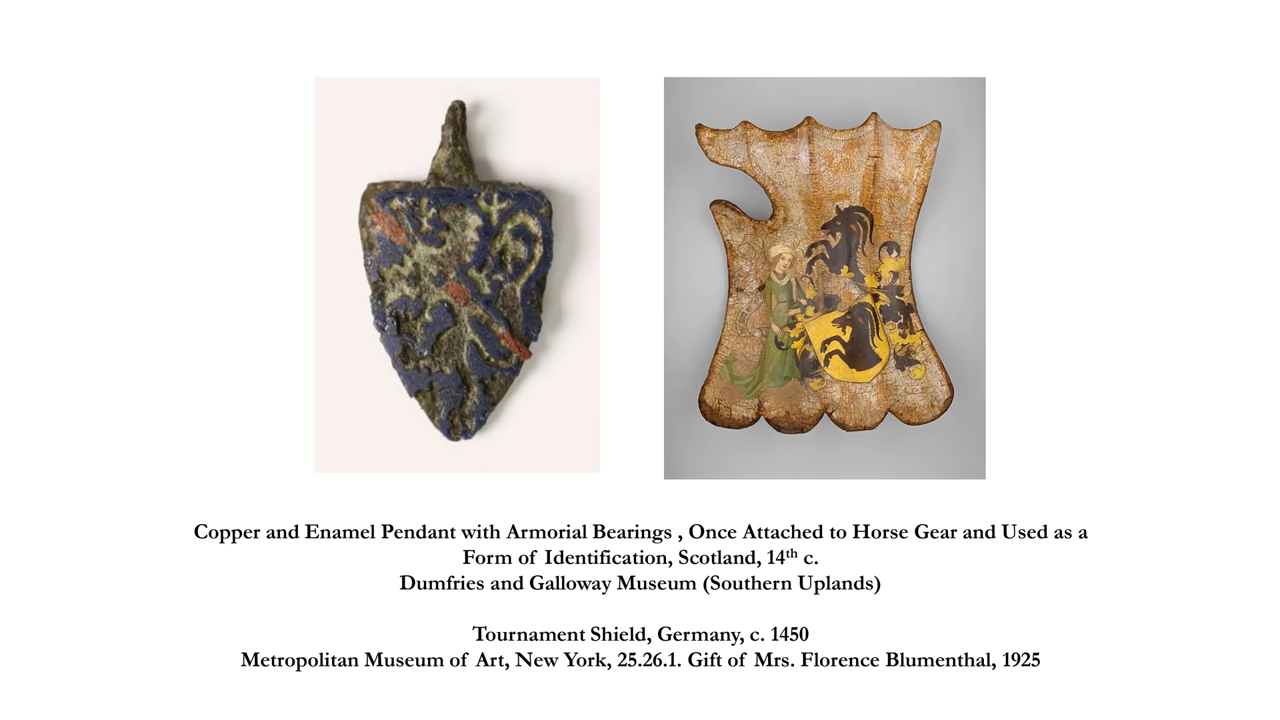 Copper and Enamel Pendant with Armorial Bearings , Once Attached to Horse Gear and Used as a
Form of Identification, Scotland, 14th c.
Dumfries and Galloway Museum (Southern Uplands)
Tournament Shield, Germany, c. 1450
Metropolitan Museum of Art, New York, 25.26.1. Gift of Mrs. Florence Blumenthal, 1925